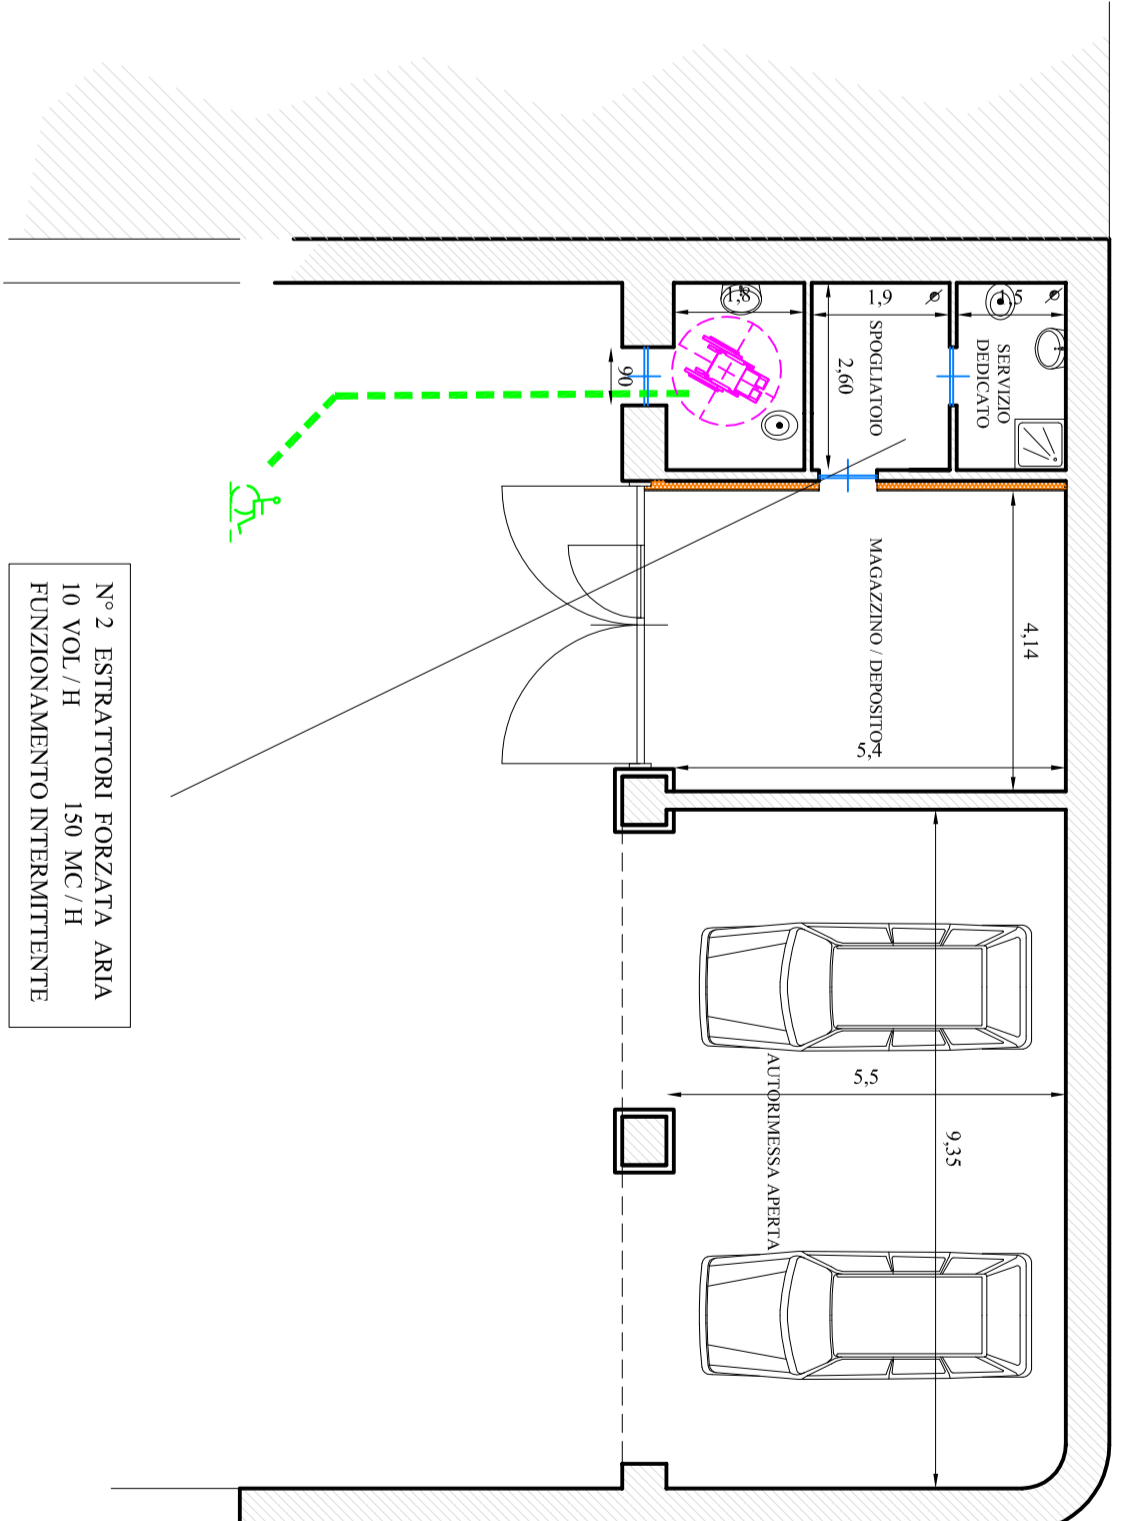 SERVIZIO
DEDICATO
1,5
SPOGLIATOIO
1,9
2,60
1,8
90
MAGAZZINO / DEPOSITO
4,14
5,4
AUTORIMESSA APERTA
5,5
9,35
N° 2 ESTRATTORI FORZATA ARIA
10 VOL / H 150 MC / H
FUNZIONAMENTO INTERMITTENTE